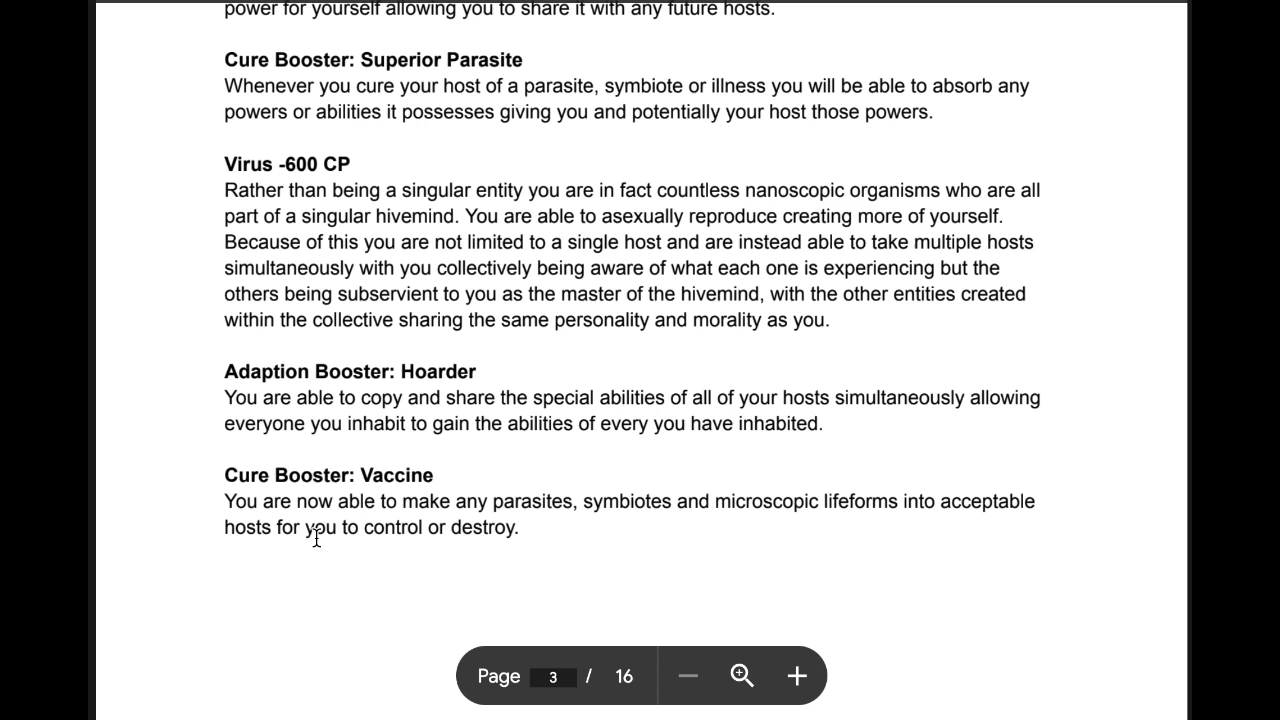 power for yourself allowing you to share it with any future hosts.
Cure Booster: Superior Parasite
Whenever you cure your host of a parasite, symbiote or illness you will be able to absorb any
powers or abilities it possesses giving you and potentially your host those powers.
Virus -600 CP
Rather than being a singular entity you are in fact countless nanoscopic organisms who are all
part of a singular hivemind. You are able to asexually reproduce creating more of yourself.
Because of this you are not limited to a single host and are instead able to take multiple hosts
simultaneously with you collectively being aware of what each one is experiencing but the
others being subservient to you as the master of the hivemind, with the other entities created
within the collective sharing the same personality and morality as you.
Adaption Booster: Hoarder
You are able to copy and share the special abilities of all of your hosts simultaneously allowing
everyone you inhabit to gain the abilities of every you have inhabited.
Cure Booster: Vaccine
You are now able to make any parasites, symbiotes and microscopic lifeforms into acceptable
hosts for you to control or destroy.
Page 3 / 16